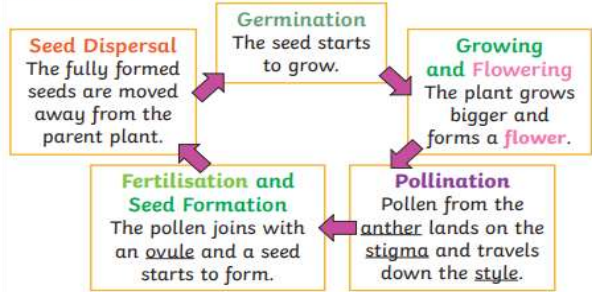 Germination
The seed starts
to grow.
Growing
and Flowering
The plant grows
bigger and
forms a flower.
Pollination
Pollen from the
anther lands on the
stigma and travels
down the style.
Fertilisation and
Seed Formation
The pollen joins with
an ovule and a seed
starts to form.
Seed Dispersal
The fully formed
seeds are moved
away from the
parent plant.